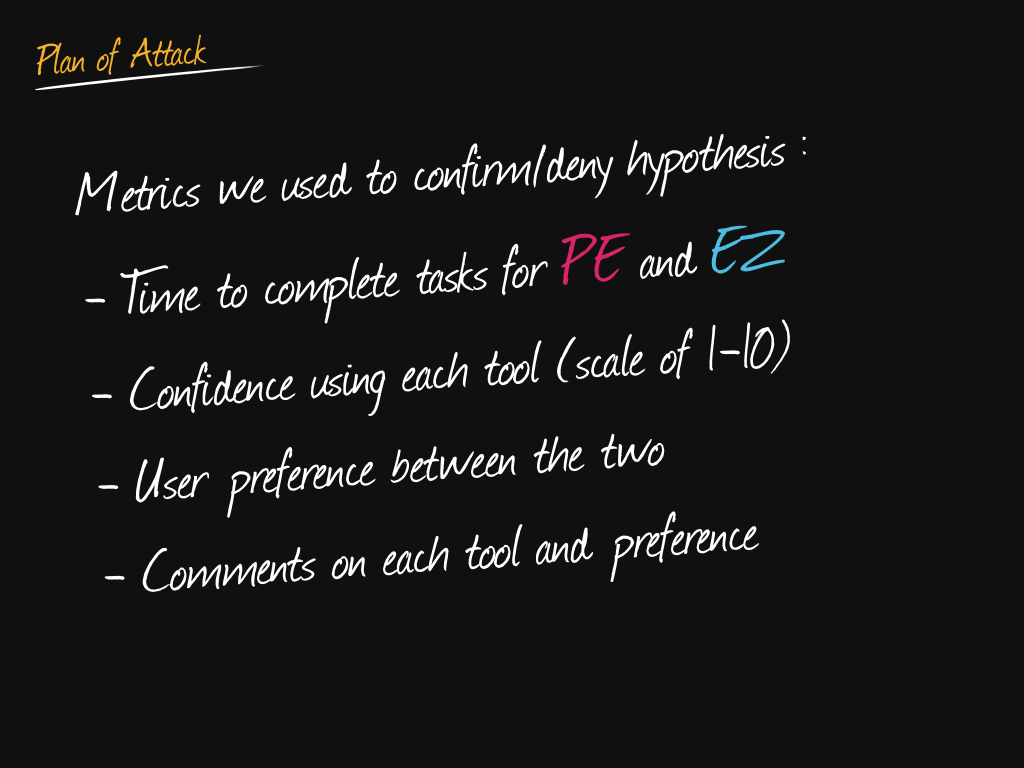 Plan of Attack
Metrics we used to confirm/deny hypothesis:
- Time to complete tasks for PE and EZ
- Confidence using each tool (scale of 1-10)
- User preference between the two
- Comments on each tool and preference